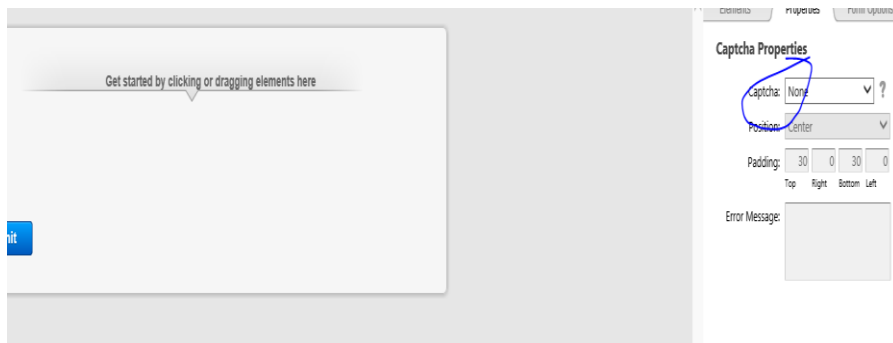 Elements Properties Form Options
Get started by clicking or dragging elements here
nit
Captcha Properties
Captcha: None ?
Position: Center
Padding: 30 0 30 0
Top Right Bottom Left
Error Message: